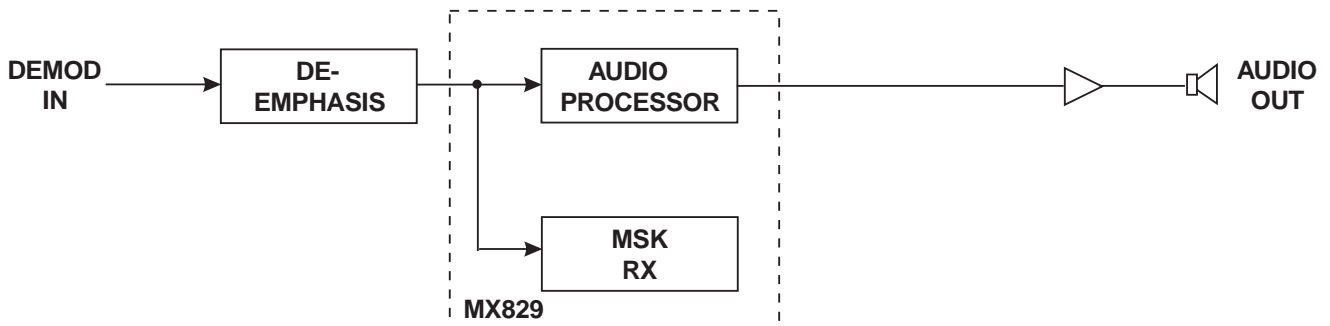 DEMOD
IN
DE-
EMPHASIS
AUDIO
PROCESSOR
AUDIO
OUT
MSK
RX
MX829